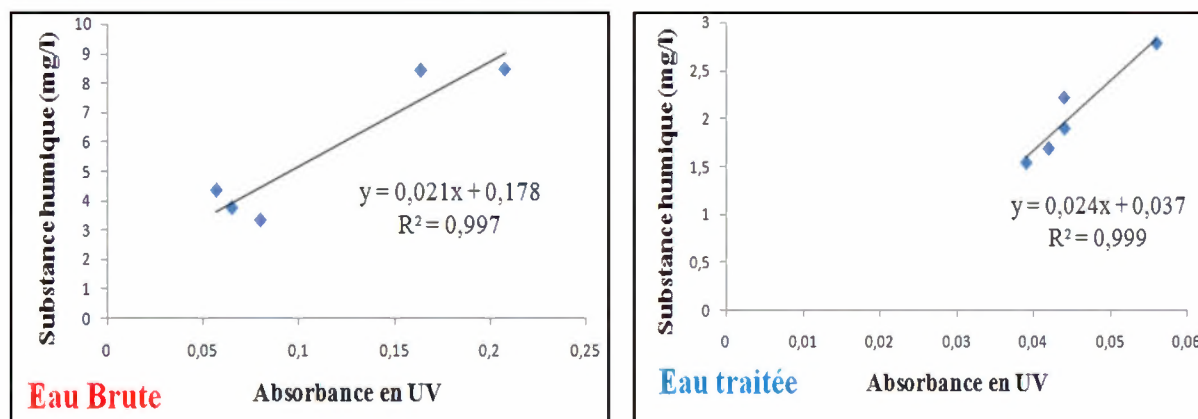 Substance humique (mg/l)
10
9
8
7
6
5
4
3
2
1
0
y = 0,021x + 0,178
R² = 0,997
0 0,05 0,1 0,15 0,2 0,25
Eau Brute
Absorbance en UV
Substance humique (mg/l)
3
2,5
2
1,5
1
0,5
0
y = 0,024x + 0,037
R² = 0,999
0 0,01 0,02 0,03 0,04 0,05 0,06
Eau traitée
Absorbance en UV